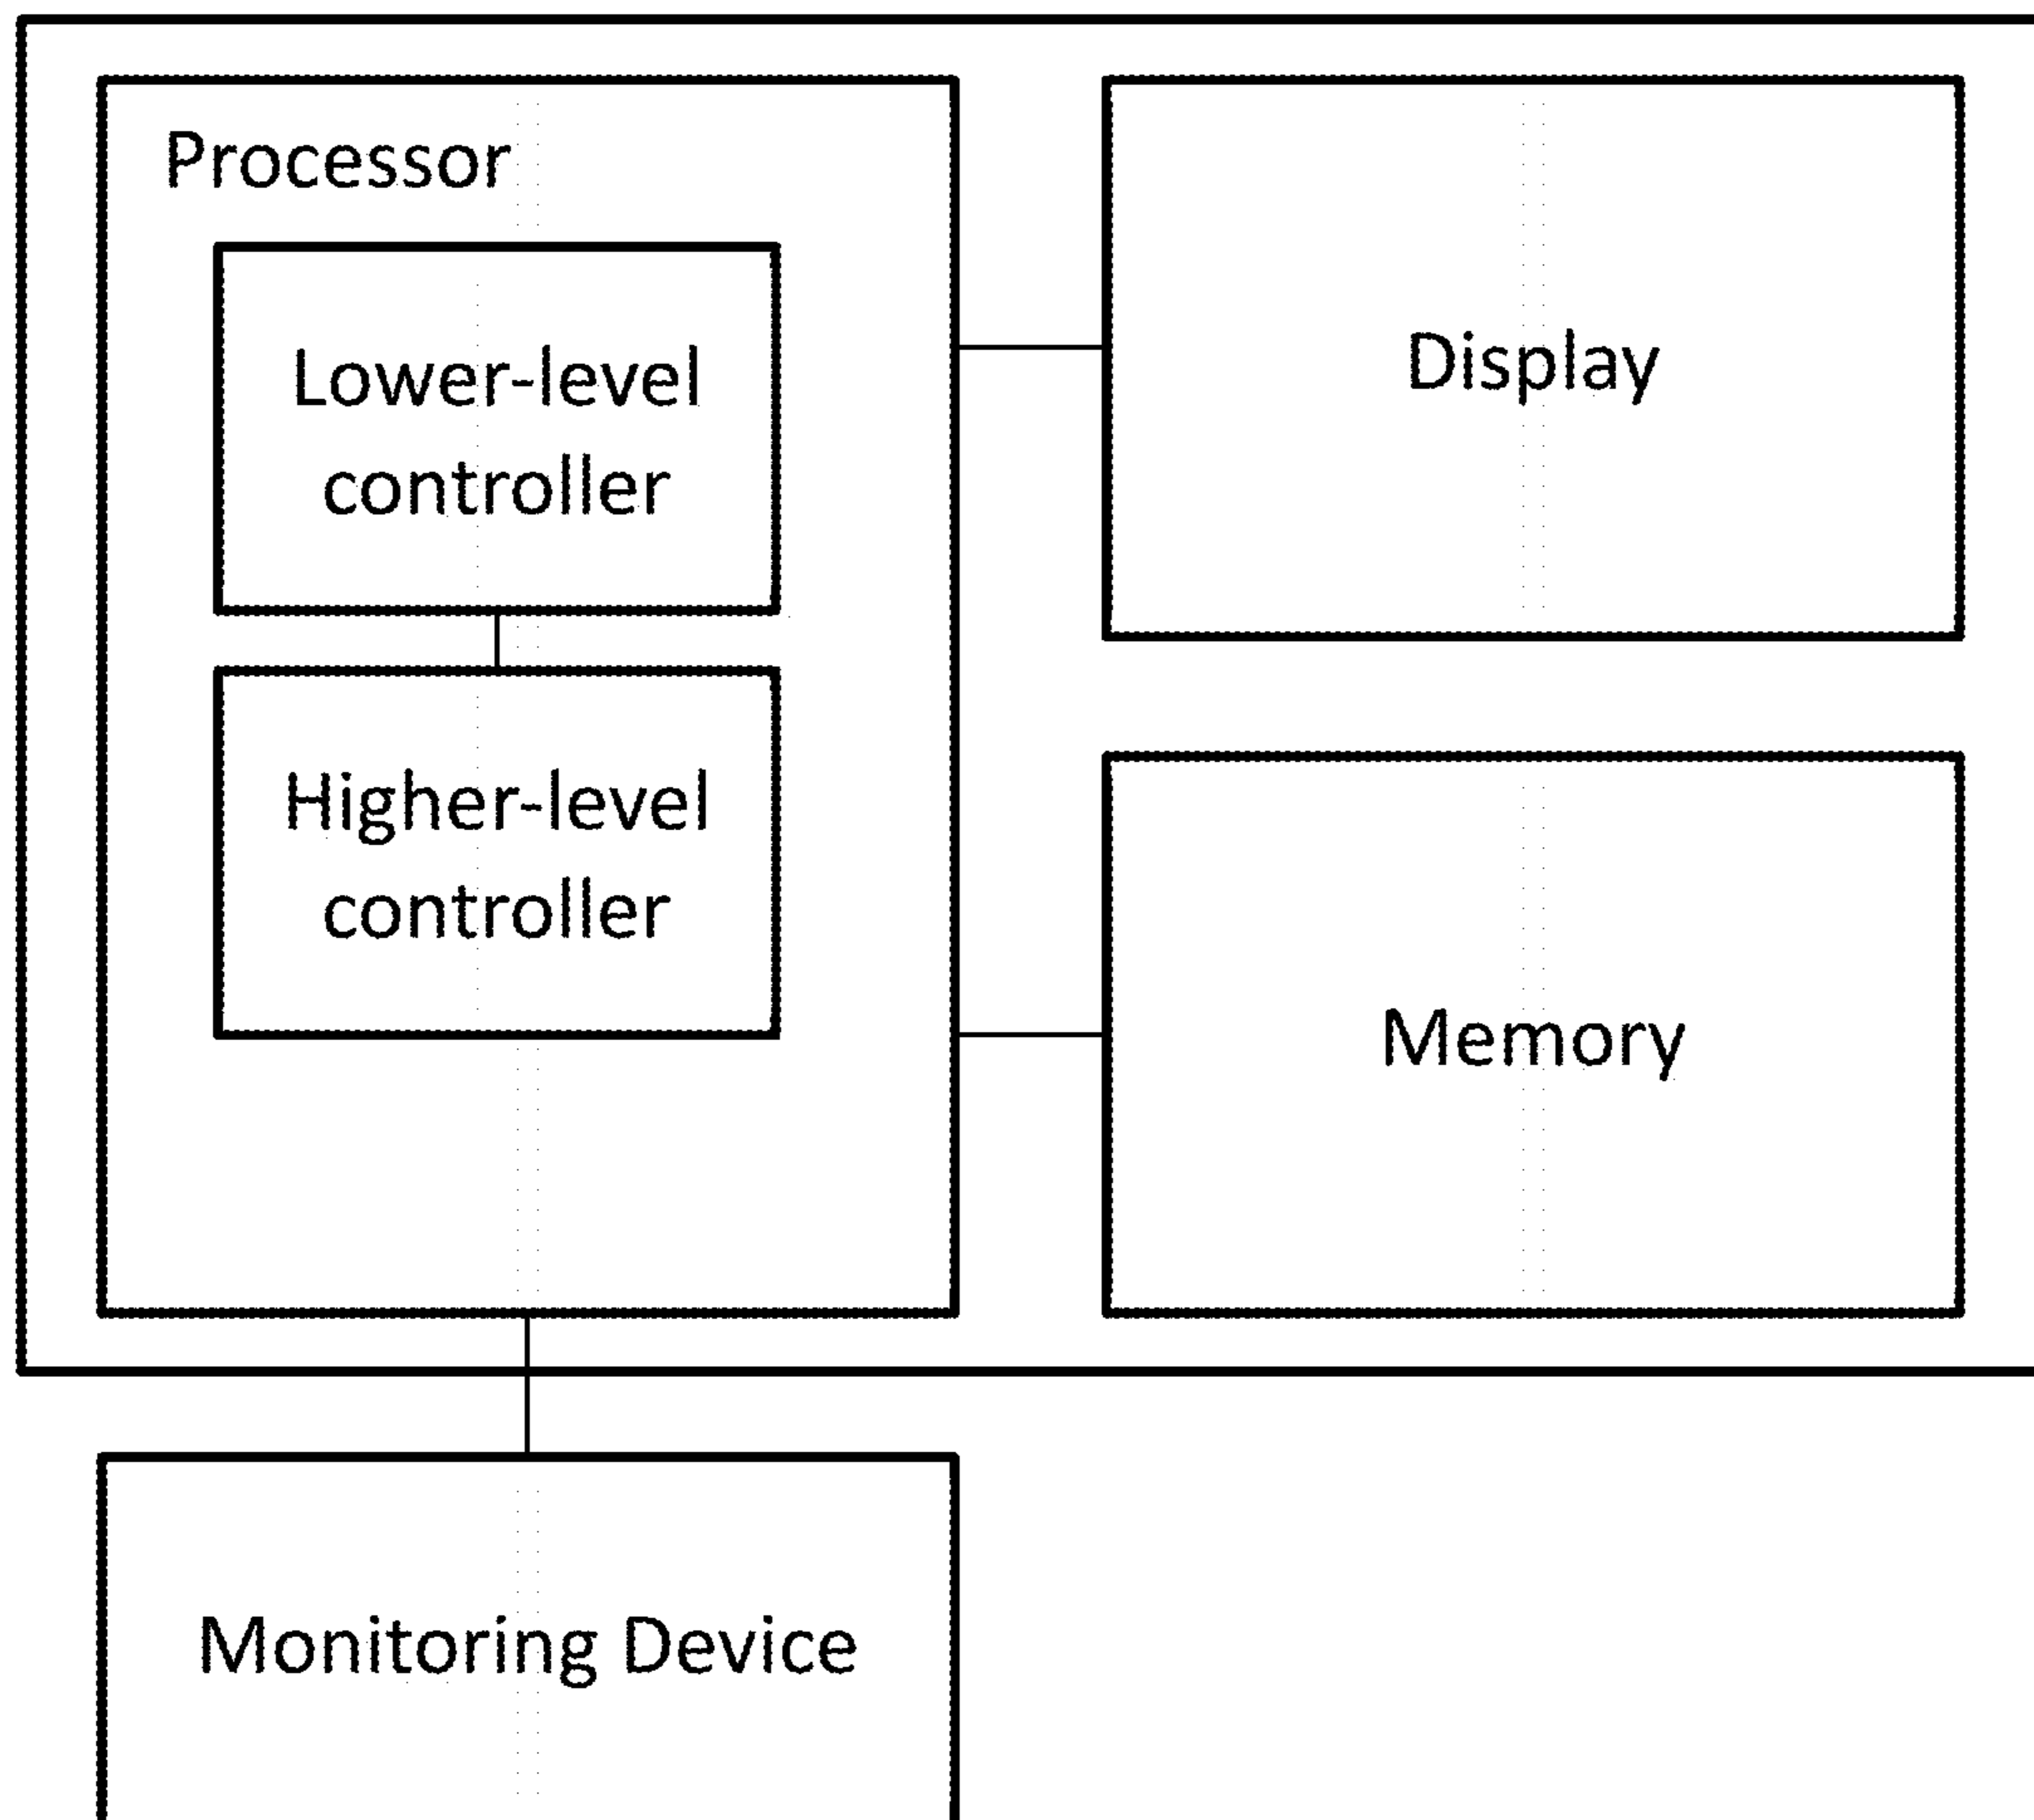 Processor
Lower-level
controller
Higher-level
controller
Display
Memory
Monitoring Device